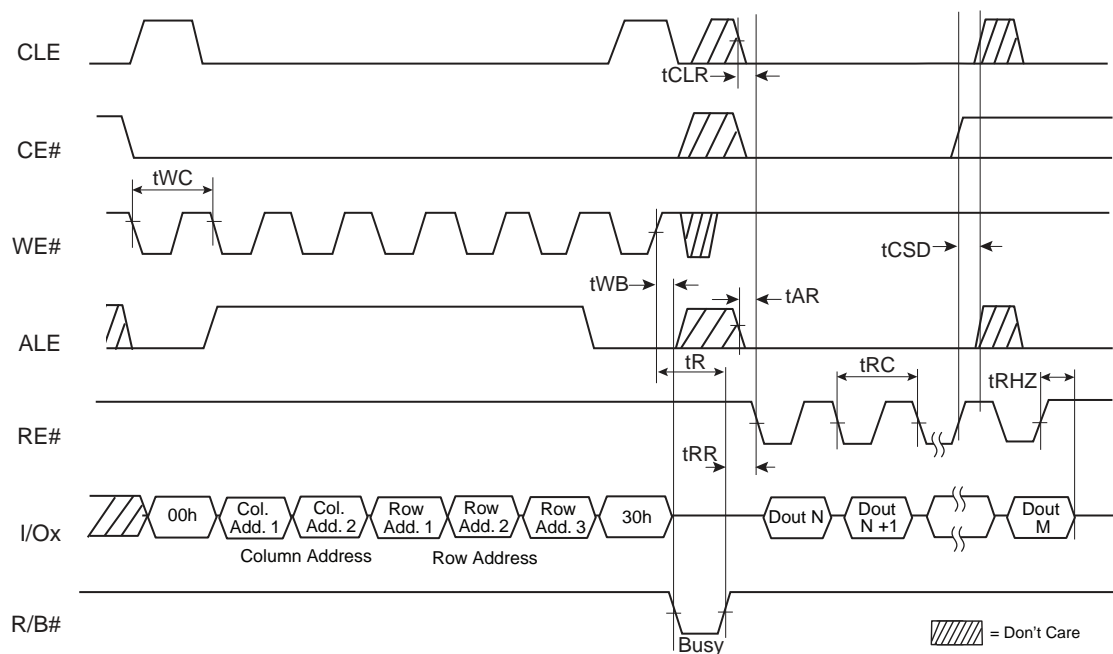 CLE
tCLR
CE#
tWC
WE#
tCSD
tWB
tAR
ALE
tR
tRC
tRHZ
RE#
tRR
I/Ox
00h
Col.
Add. 1
Col.
Add. 2
Row
Add. 1
Row
Add. 2
Row
Add. 3
30h
Dout N
Dout
N +1
Dout
M
Column Address
Row Address
R/B#
Busy
= Don't Care